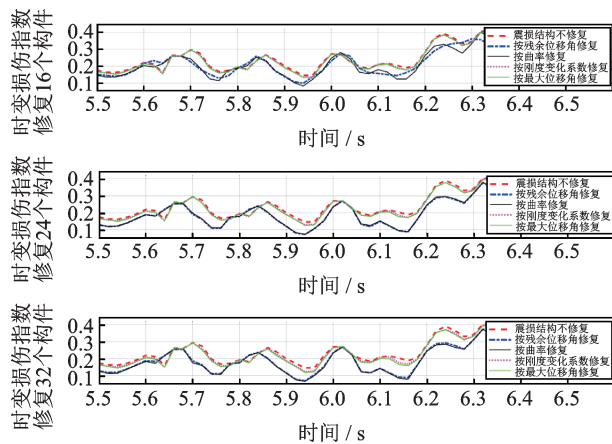 时变损伤指数
修复16个构件
0.4
0.3
0.2
0.1
震损结构不修复
按残余位移角修复
按曲率修复
按刚度变化系数修复
按最大位移角修复
5.5 5.6 5.7 5.8 5.9 6.0 6.1 6.2 6.3 6.4 6.5
时间 / s
时变损伤指数
修复24个构件
0.4
0.3
0.2
0.1
震损结构不修复
按残余位移角修复
按曲率修复
按刚度变化系数修复
按最大位移角修复
5.5 5.6 5.7 5.8 5.9 6.0 6.1 6.2 6.3 6.4 6.5
时间 / s
时变损伤指数
修复32个构件
0.4
0.3
0.2
0.1
震损结构不修复
按残余位移角修复
按曲率修复
按刚度变化系数修复
按最大位移角修复
5.5 5.6 5.7 5.8 5.9 6.0 6.1 6.2 6.3 6.4 6.5
时间 / s